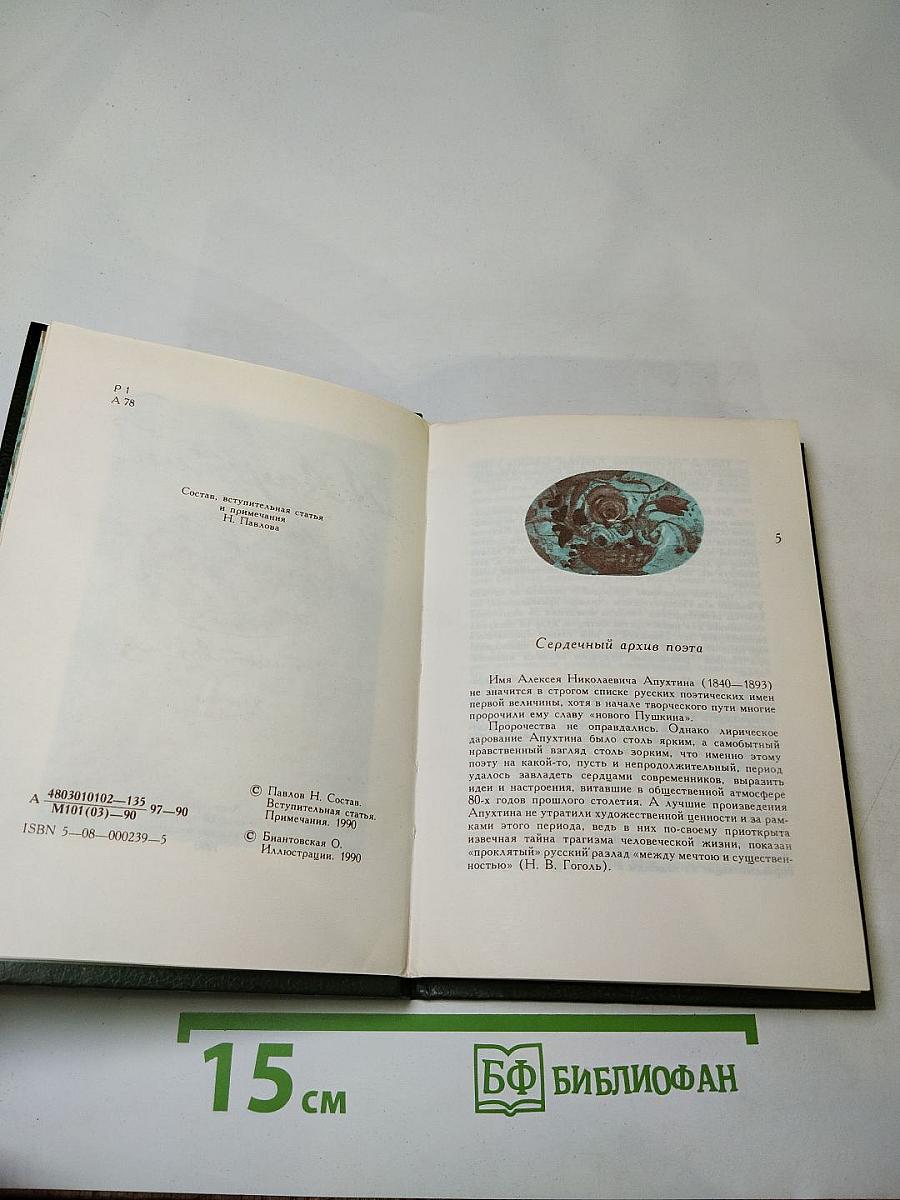 Р 1
А 78
Состав, вступительная статья
и примечания
Н. Павлова
А 4803010102—135 97—90
М101(03)—90
ISBN 5—08—000239—5
© Павлов Н. Состав.
Вступительная статья.
Примечания. 1990
© Биантовская О.
Иллюстрации. 1990
5
Сердечный архив поэта
Имя Алексея Николаевича Апухтина (1840—1893)
не значится в строгом списке русских поэтических имен
первой величины, хотя в начале творческого пути многие
пророчили ему славу «нового Пушкина».
Пророчества не оправдались. Однако лирическое
дарование Апухтина было столь ярким, а самобытный
нравственный взгляд столь зорким, что именно этому
поэту на какой-то, пусть и непродолжительный, период
удалось завладеть сердцами современников, выразить
идеи и настроения, витавшие в общественной атмосфере
80-х годов прошлого столетия. А лучшие произведения
Апухтина не утратили художественной ценности и за рам-
ками этого периода, ведь в них по-своему приоткрыта
извечная тайна трагизма человеческой жизни, показан
«проклятый» русский разлад «между мечтою и существен-
ностью» (Н. В. Гоголь).
15 см
БФ БИБЛИОФАН